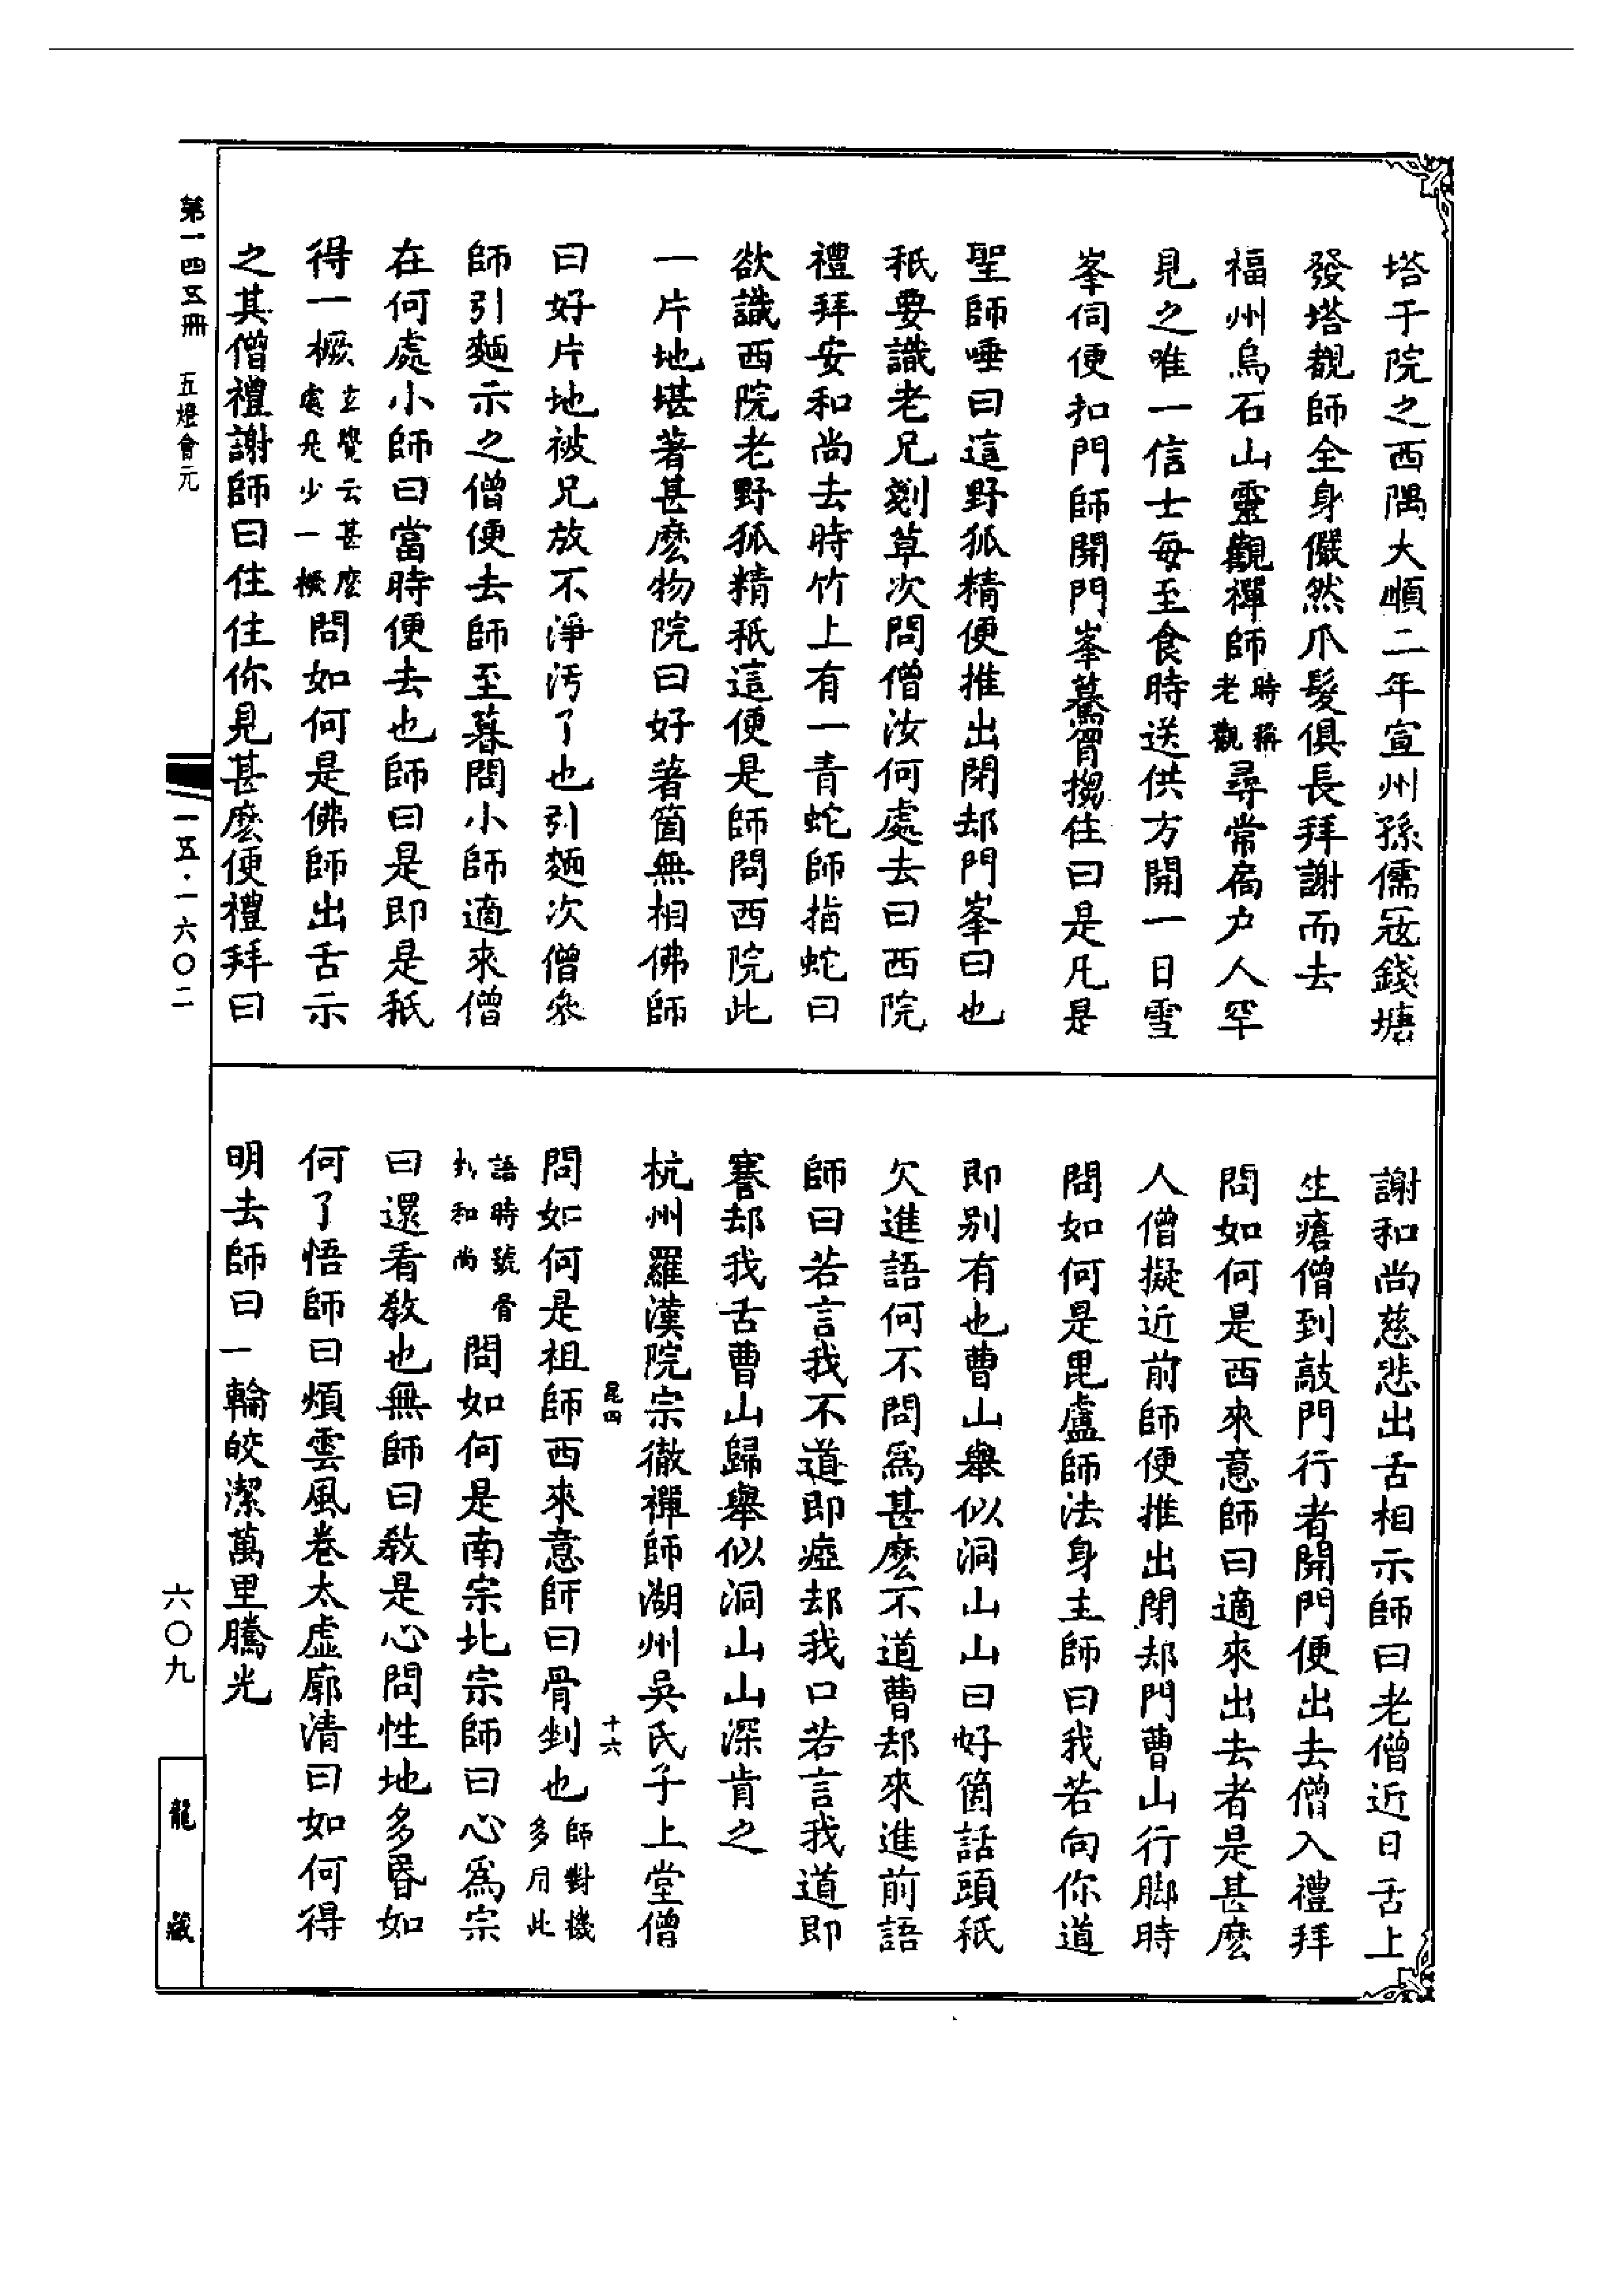 塔于院之西隅大順二年宣州孫儒寇錢塘
發塔覩師全身儼然爪髮俱長拜謝而去
福州烏石山靈觀禪師時稱老觀尋常扃户人罕
見之唯一信士每至食時送供方開一日雪
峯伺便扣門師開門峯驀胷搊住曰是凡是
聖師唾曰這野狐精便推出閉却門峯曰也
秖要識老兄剗草次問僧汝何處去曰西院
禮拜安和尚去時竹上有一青蛇師指蛇曰
欲識西院老野狐精秖這便是師問西院此
一片地堪著甚麽物院曰好著箇無相佛師
曰好片地被兄放不淨污了也引麵次僧參
師引麵示之僧便去師至暮問小師適來僧
在何處小師曰當時便去也師曰是即是秖
得一橛玄覺云甚麽處是少一橛問如何是佛師出舌示
之其僧禮謝師曰住住你見甚麽便禮拜曰
謝和尚慈悲出舌相示師曰老僧近日舌上
生瘡僧到敲門行者開門便出去僧入禮拜
問如何是西來意師曰適來出去者是甚麽
人僧擬近前師便推出閉却門曹山行脚時
問如何是毘盧師法身主師曰我若向你道
即别有也曹山舉似洞山山曰好箇話頭秖
欠進語何不問爲甚麽不道曹却來進前語
師曰若言我不道即瘂却我口若言我道即
謇却我舌曹山歸舉似洞山山深肯之
杭州羅漢院宗徹禪師湖州吳氏子上堂僧
昆四 十六
問如何是祖師西來意師曰骨剉也師對機多用此
語時號骨剉和尚問如何是南宗北宗師曰心爲宗
曰還看教也無師曰教是心問性地多昬如
何了悟師曰煩雲風卷太虛廓清曰如何得
明去師曰一輪皎潔萬里騰光
第一四五冊 五燈會元
一五·一六〇二
六〇九
龍藏